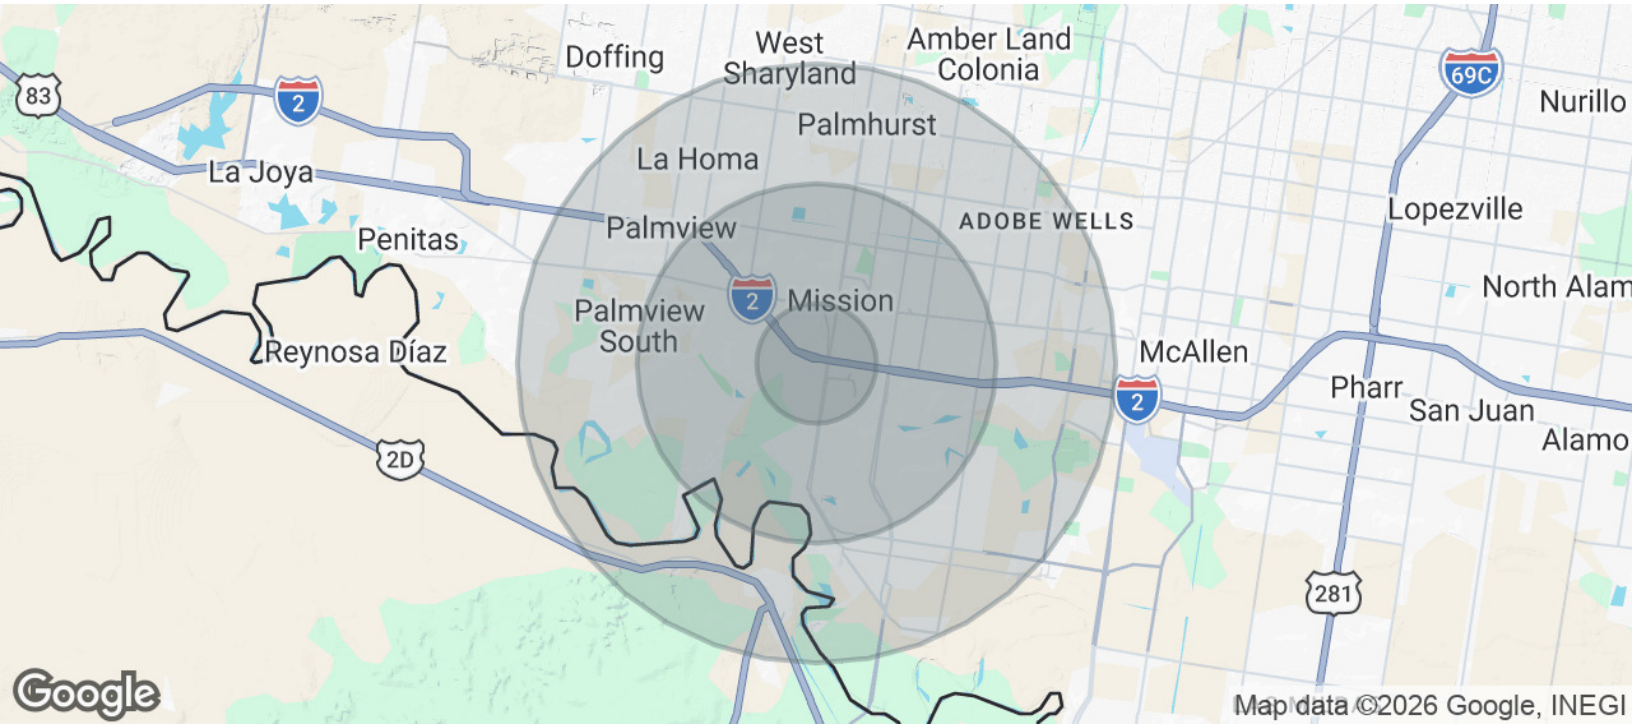 Doffing
West
Sharyland
Amber Land
Colonia
69C
83
2
Nurillo
Palmhurst
La Homa
La Joya
Lopezville
Palmview
ADOBE WELLS
Penitas
North Alam
2
Mission
Palmview
South
Reynosa Díaz
McAllen
Pharr
2
San Juan
Alamo
2D
281
Google
Map data ©2026 Google, INEGI